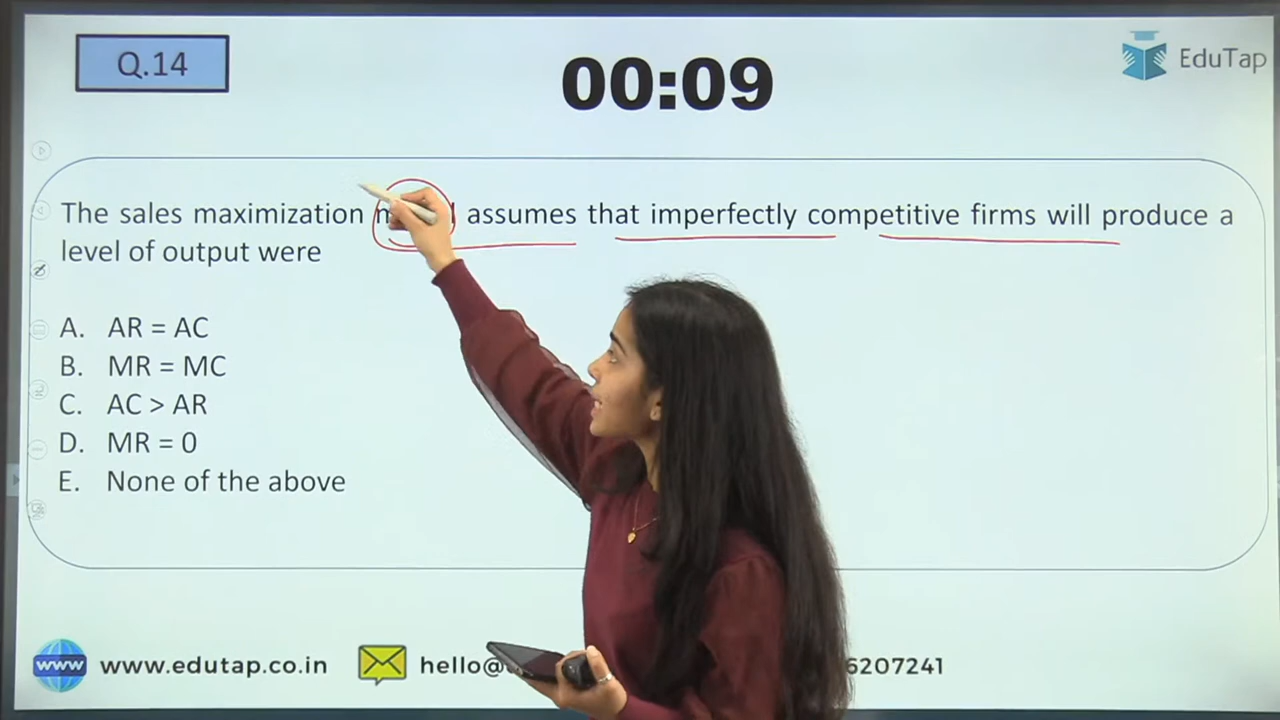 Q.14
00:09
EduTap
The sales maximization assumes that imperfectly competitive firms will produce a
level of output were
A. AR = AC
B. MR = MC
C. AC > AR
D. MR = 0
E. None of the above
www www.edutap.co.in hello@ 6207241